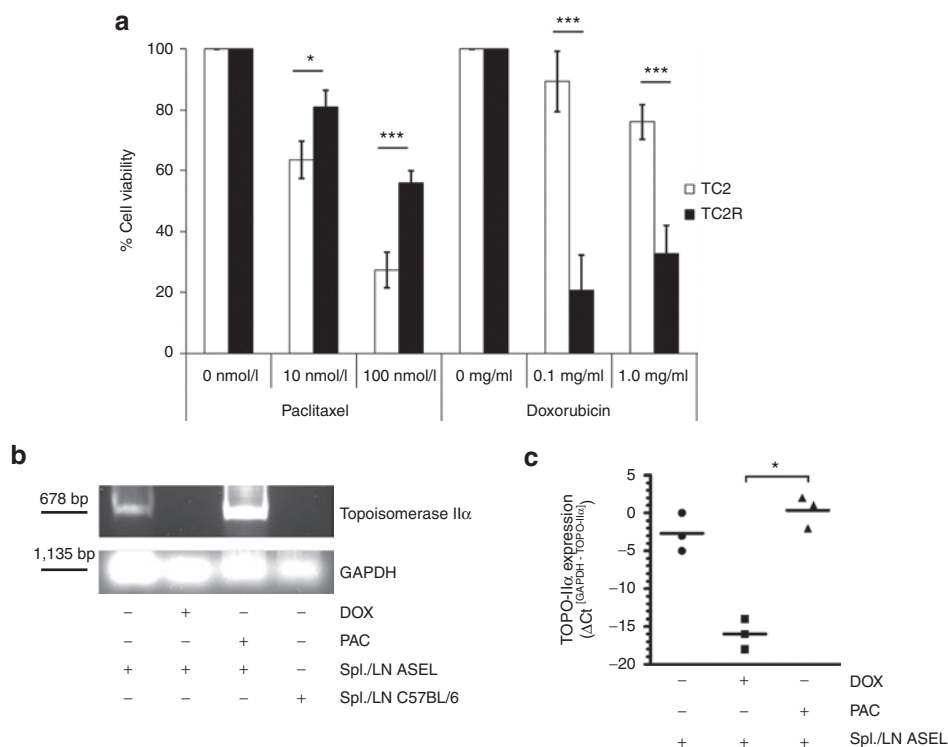 a
100
80
60
40
20
0
% Cell viability
*
***
***
***
TC2
TC2R
0 nmol/l 10 nmol/l 100 nmol/l 0 mg/ml 0.1 mg/ml 1.0 mg/ml
Paclitaxel Doxorubicin
b
678 bp
Topoisomerase IIα
1,135 bp
GAPDH
− + − − DOX
− − + − PAC
+ + + − Spl./LN ASEL
− − − + Spl./LN C57BL/6
c
TOPO-IIα expression
(ΔCt [GAPDH - TOPO-IIα])
5
0
−5
−10
−15
−20
*
− + − DOX
− − + PAC
+ + + Spl./LN ASEL